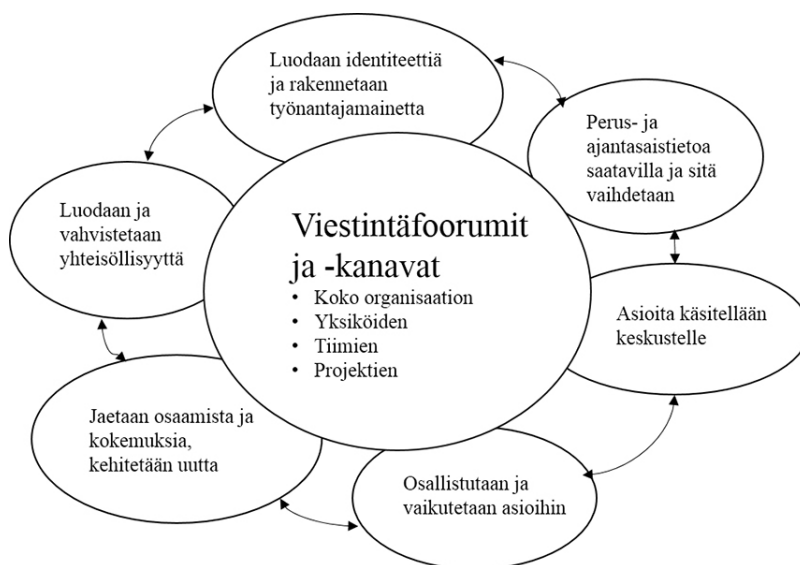 Luodaan identiteettiä
ja rakennetaan
työnantajamainetta
Perus- ja
ajantasaistietoa
saatavilla ja sitä
vaihdetaan
Luodaan ja
vahvistetaan
yhteisöllisyyttä
Viestintäfoorumit
ja -kanavat
• Koko organisaation
• Yksiköiden
• Tiimien
• Projektien
Asioita käsitellään
keskustelle
Jaetaan osaamista ja
kokemuksia,
kehitetään uutta
Osallistutaan ja
vaikutetaan asioihin